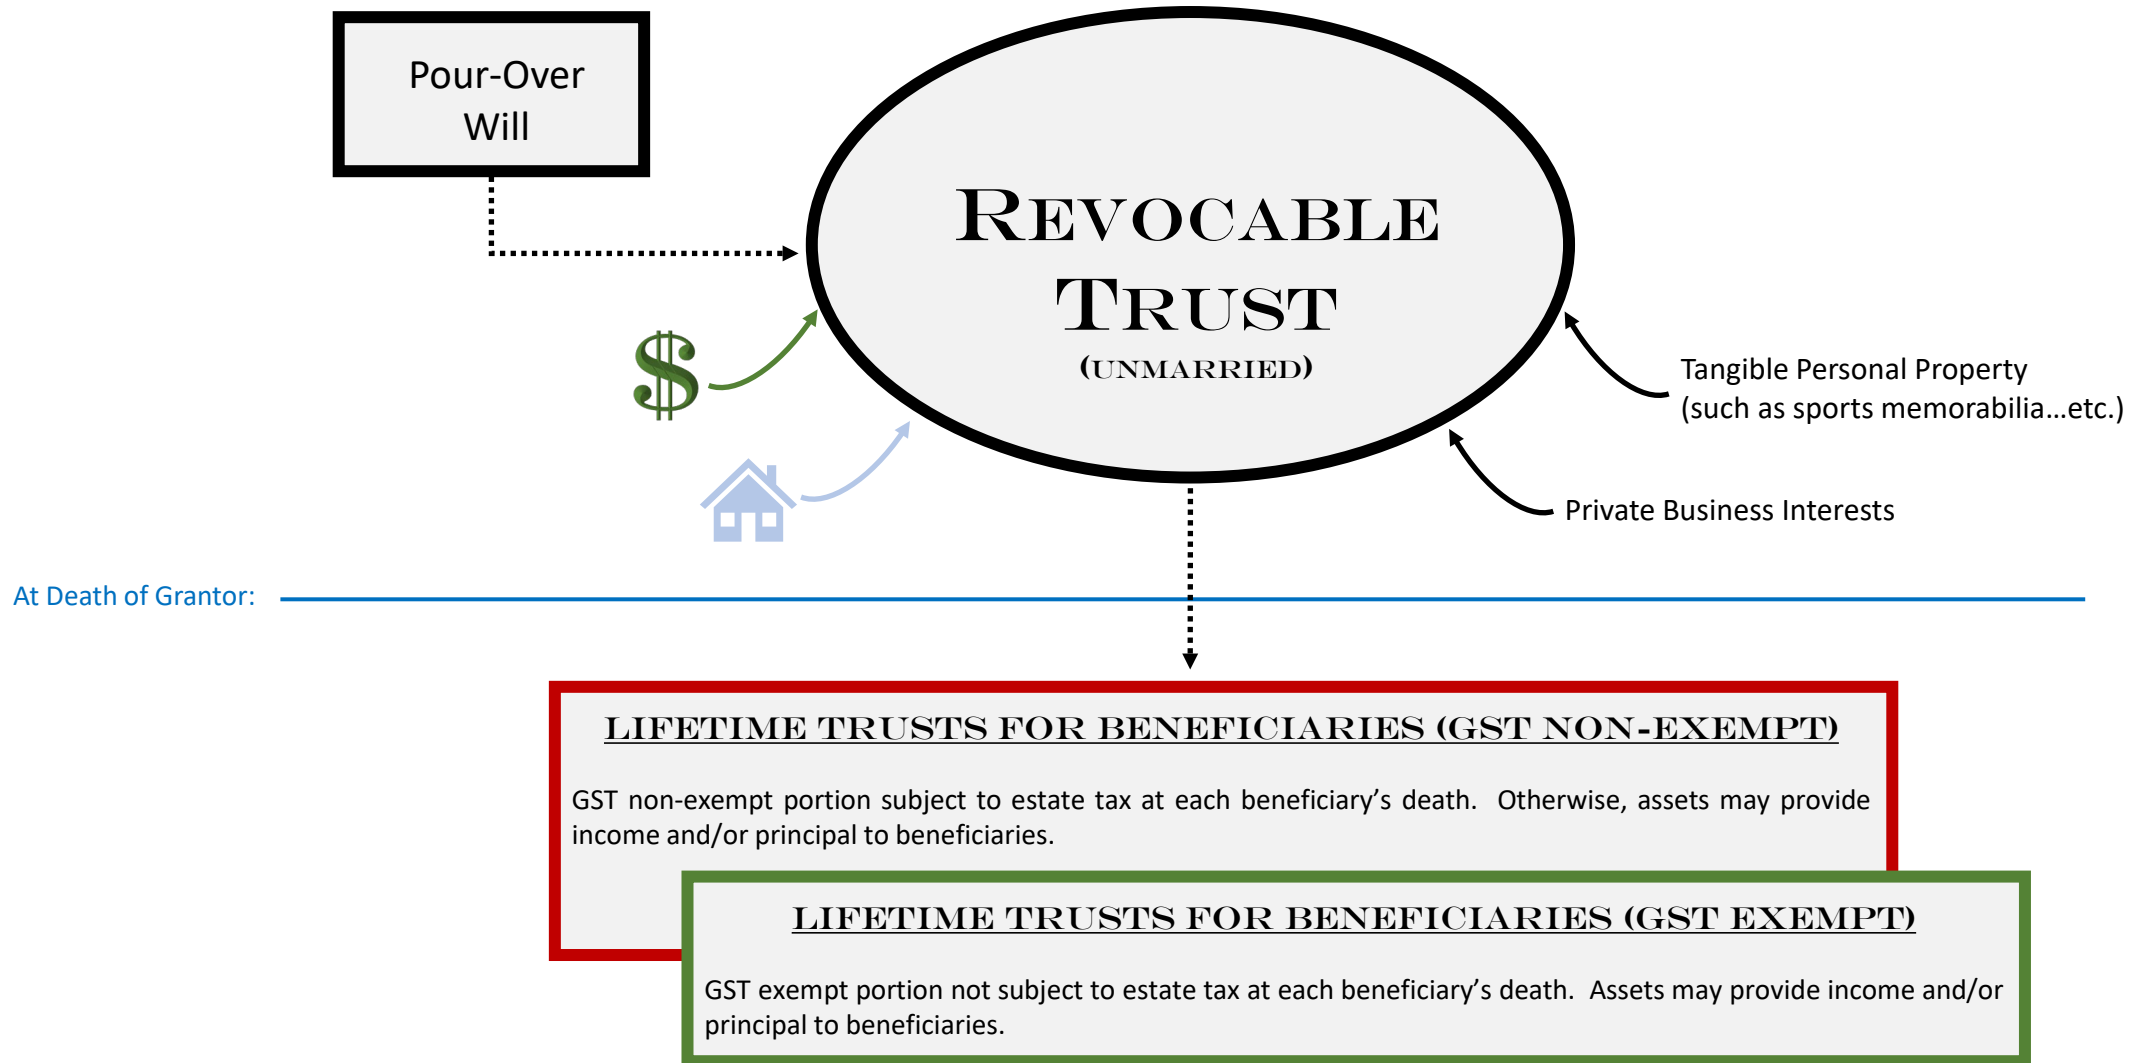 Pour-Over
Will
REVOCABLE
TRUST
(UNMARRIED)
Tangible Personal Property
(such as sports memorabilia…etc.)
Private Business Interests
At Death of Grantor:
LIFETIME TRUSTS FOR BENEFICIARIES (GST NON-EXEMPT)
GST non-exempt portion subject to estate tax at each beneficiary’s death.  Otherwise, assets may provide
income and/or principal to beneficiaries.
LIFETIME TRUSTS FOR BENEFICIARIES (GST EXEMPT)
GST exempt portion not subject to estate tax at each beneficiary’s death.  Assets may provide income and/or
principal to beneficiaries.